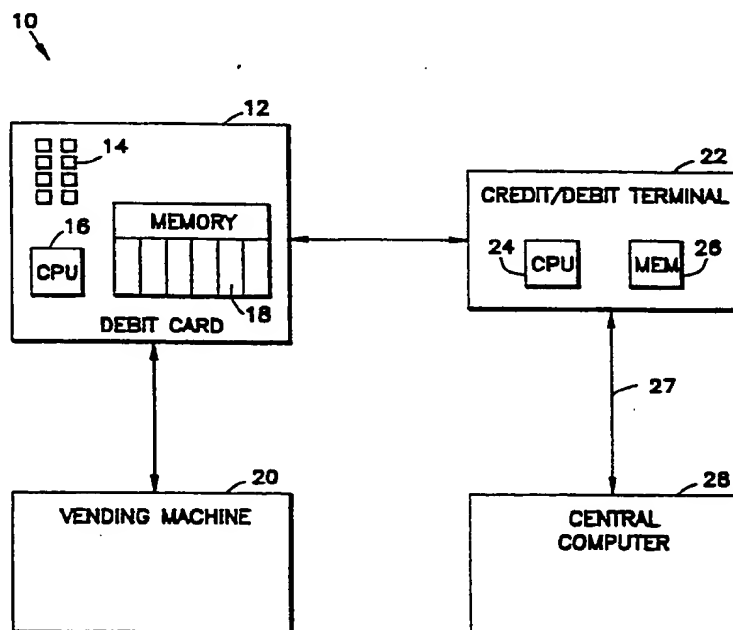 10
12
14
16
MEMORY
CPU
18
DEBIT CARD
22
CREDIT/DEBIT TERMINAL
24
CPU
MEM
26
27
20
VENDING MACHINE
28
CENTRAL
COMPUTER